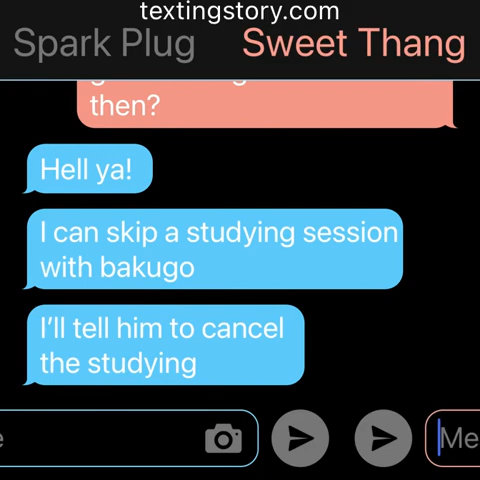 textingstory.com
Spark Plug Sweet Thang
then?
Hell ya!
I can skip a studying session
with bakugo
I'll tell him to cancel
the studying
Me